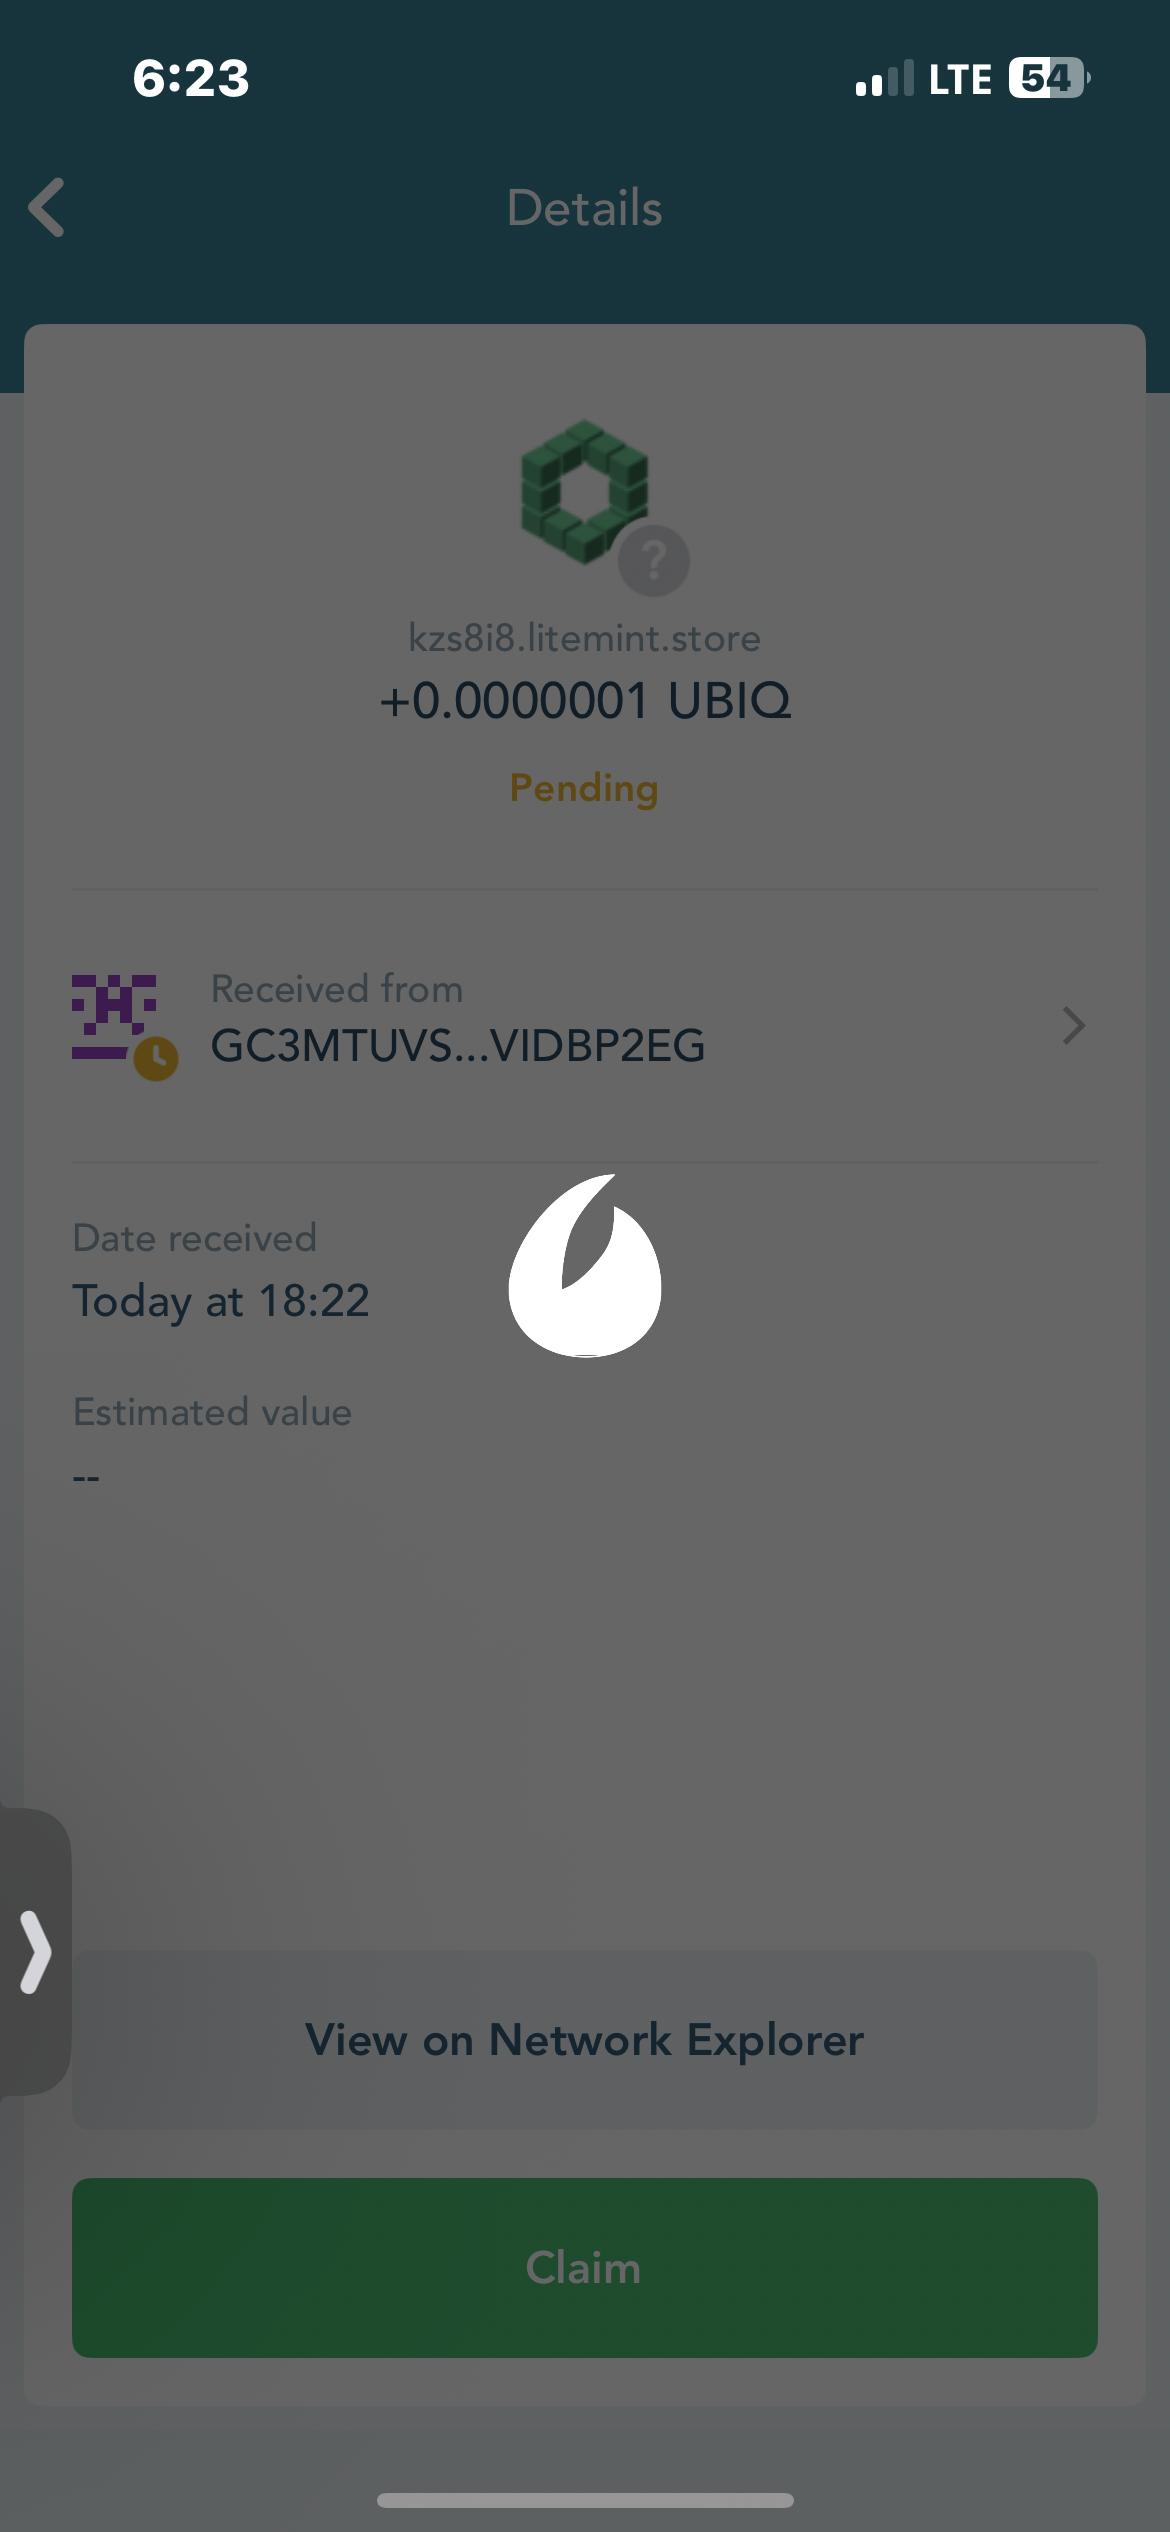 6:23
LTE 54
Details
?
kzs8i8.litemint.store
+0.0000001 UBIQ
Pending
Received from
GC3MTUVS...VIDBP2EG
Date received
Today at 18:22
Estimated value
--
View on Network Explorer
Claim